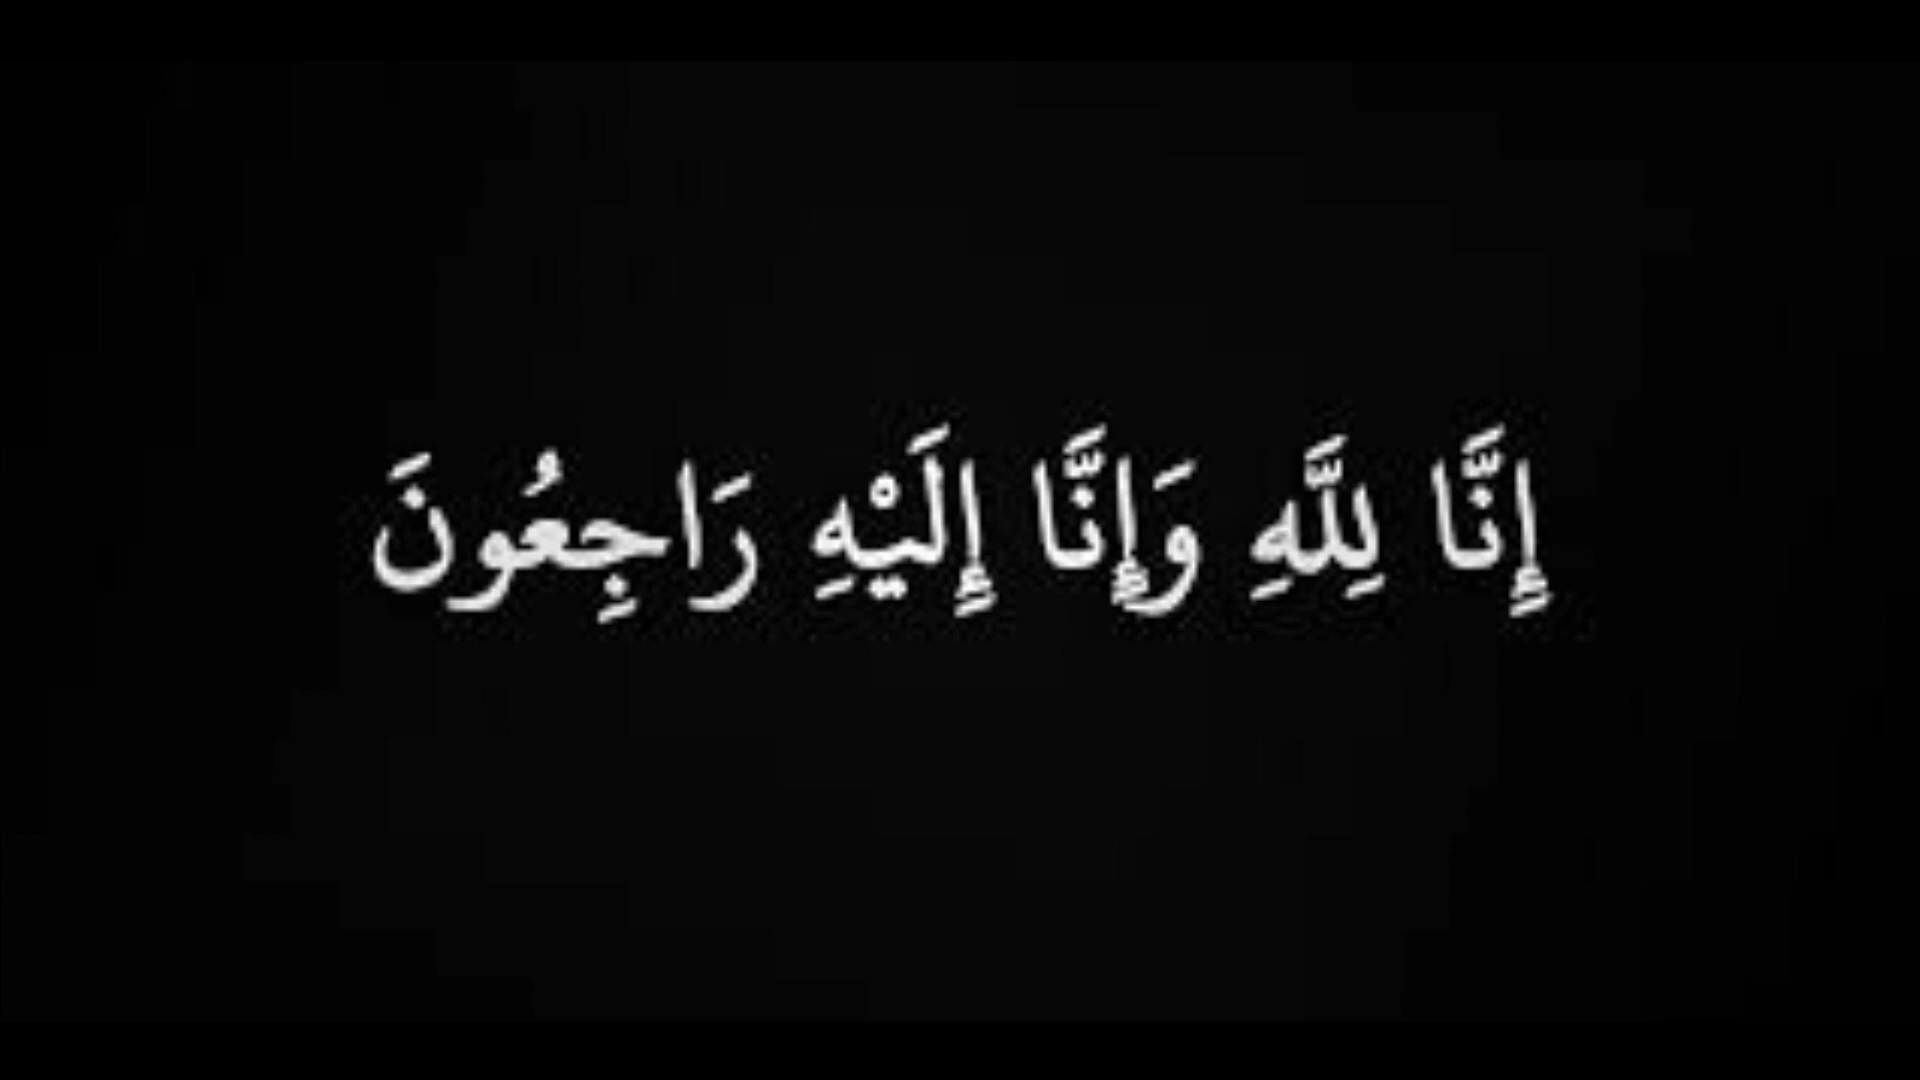 إِنَّا لِلَّهِ وَإِنَّا إِلَيْهِ رَاجِعُونَ